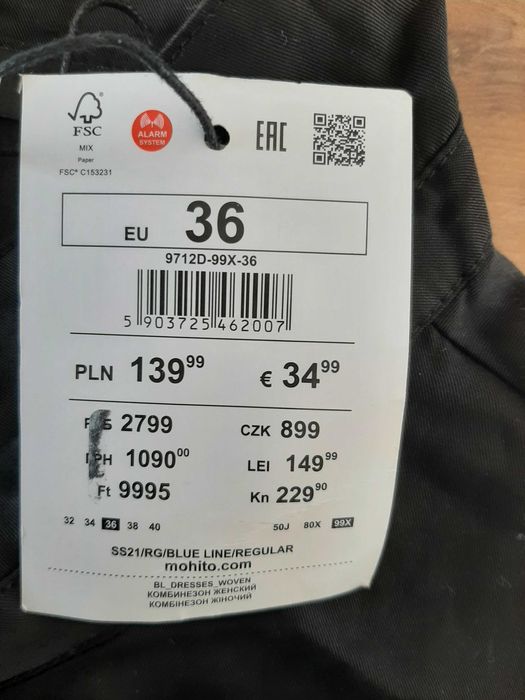 FSC
MIX
Paper
FSC® C153231
ALARM
SYSTEM
EAC
EU 36
9712D-99X-36
5 903725 462007
PLN 139⁹⁹ € 34⁹⁹
2799 CZK 899
1090⁰⁰ LEI 149⁹⁹
Ft 9995 Kn 229⁹⁰
32 34 36 38 40 50J 80X 99X
SS21/RG/BLUE LINE/REGULAR
mohito.com
BL_DRESSES_WOVEN
КОМБИНЕЗОН ЖЕНСКИЙ
КОМБІНЕЗОН ЖІНОЧИЙ